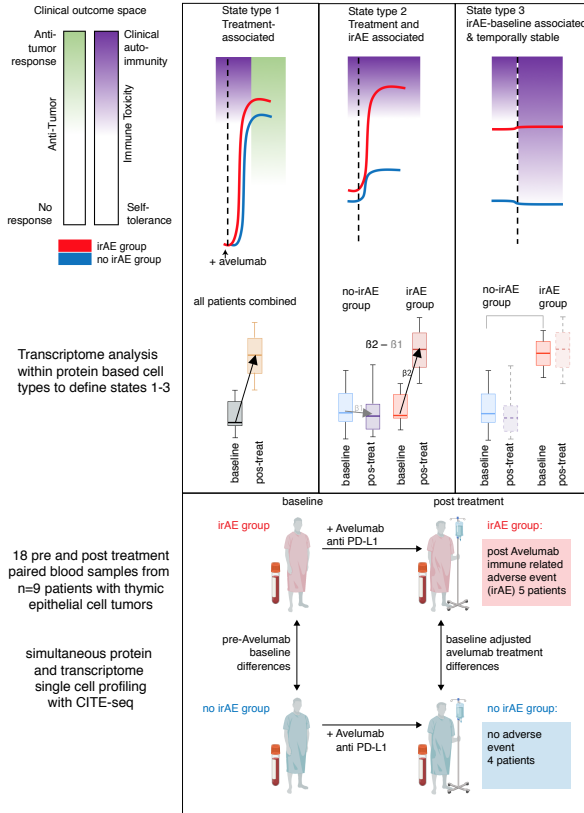 Clinical outcome space
Anti-
tumor
response
Clinical
auto-
immunity
Anti-Tumor
Immune Toxicity
No
response
Self-
tolerance
irAE group
no irAE group
State type 1
Treatment-
associated
+ avelumab
State type 2
Treatment and
irAE associated
State type 3
irAE-baseline associated
& temporally stable
Transcriptome analysis
within protein based cell
types to define states 1-3
all patients combined
baseline
pos-treat
no-irAE
group
irAE
group
ß2 – ß1
ß1
ß2
baseline
pos-treat
baseline
pos-treat
no-irAE
group
irAE
group
baseline
pos-treat
baseline
pos-treat
18 pre and post treatment
paired blood samples from
n=9 patients with thymic
epithelial cell tumors
simultaneous protein
and transcriptome
single cell profiling
with CITE-seq
baseline
post treatment
irAE group
+ Avelumab
anti PD-L1
irAE group:
post Avelumab
immune related
adverse event
(irAE) 5 patients
pre-Avelumab
baseline
differences
baseline adjusted
avelumab treatment
differences
no irAE group
+ Avelumab
anti PD-L1
no irAE group:
no adverse
event
4 patients